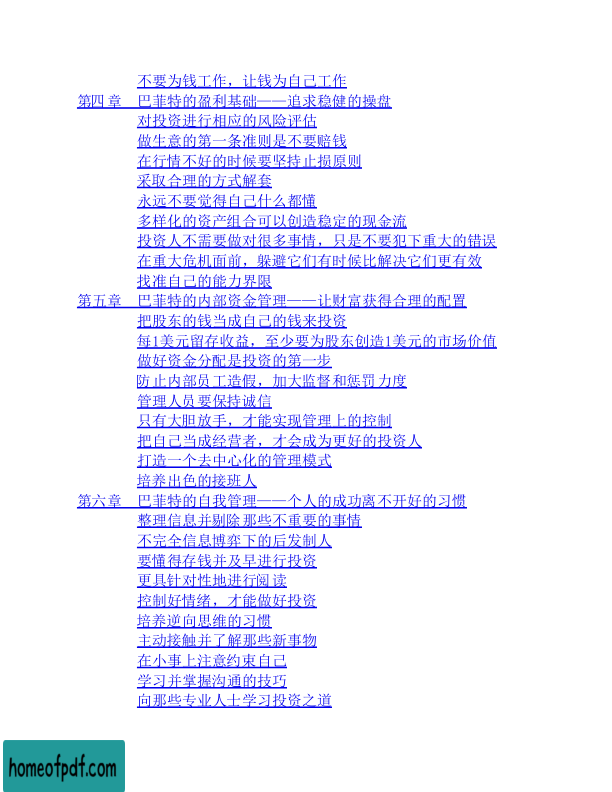 不要为钱工作，让钱为自己工作
第四章 巴菲特的盈利基础——追求稳健的操盘
对投资进行相应的风险评估
做生意的第一条准则是不要赔钱
在行情不好的时候要坚持止损原则
采取合理的方式解套
永远不要觉得自己什么都懂
多样化的资产组合可以创造稳定的现金流
投资人不需要做对很多事情，只是不要犯下重大的错误
在重大危机面前，躲避它们有时候比解决它们更有效
找准自己的能力界限
第五章 巴菲特的内部资金管理——让财富获得合理的配置
把股东的钱当成自己的钱来投资
每1美元留存收益，至少要为股东创造1美元的市场价值
做好资金分配是投资的第一步
防止内部员工造假，加大监督和惩罚力度
管理人员要保持诚信
只有大胆放手，才能实现管理上的控制
把自己当成经营者，才会成为更好的投资人
打造一个去中心化的管理模式
培养出色的接班人
第六章 巴菲特的自我管理——个人的成功离不开好的习惯
整理信息并剔除那些不重要的事情
不完全信息博弈下的后发制人
要懂得存钱并及早进行投资
更具针对性地进行阅读
控制好情绪，才能做好投资
培养逆向思维的习惯
主动接触并了解那些新事物
在小事上注意约束自己
学习并掌握沟通的技巧
向那些专业人士学习投资之道
homeofpdf.com